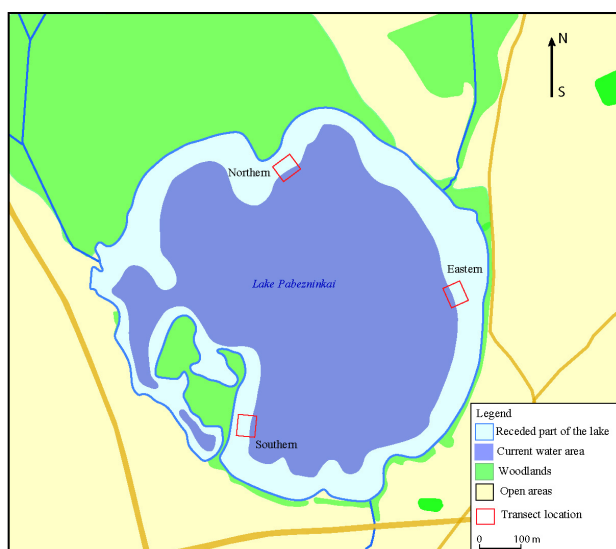 N
S
Northern
Eastern
Lake Pabezninkai
Southern
Legend
Receded part of the lake
Current water area
Woodlands
Open areas
Transect location
0 100 m